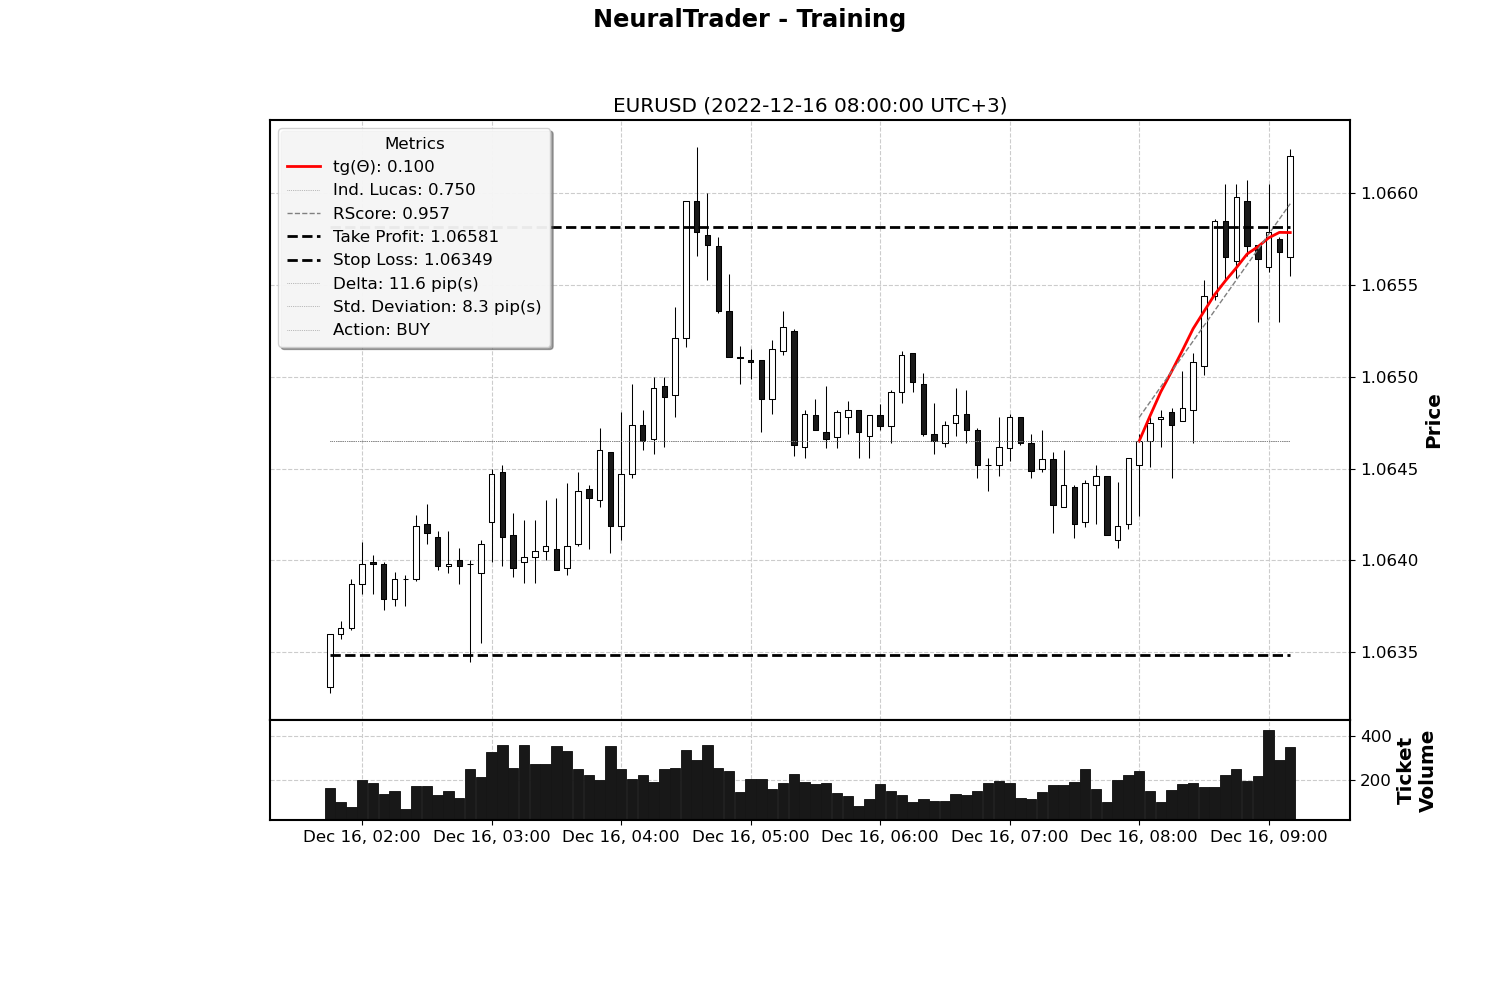 NeuralTrader - Training
EURUSD (2022-12-16 08:00:00 UTC+3)
Metrics
tg(Θ): 0.100
Ind. Lucas: 0.750
RScore: 0.957
Take Profit: 1.06581
Stop Loss: 1.06349
Delta: 11.6 pip(s)
Std. Deviation: 8.3 pip(s)
Action: BUY
1.0660
1.0655
1.0650
1.0645
1.0640
1.0635
Price
400
200
Ticket
Volume
Dec 16, 02:00
Dec 16, 03:00
Dec 16, 04:00
Dec 16, 05:00
Dec 16, 06:00
Dec 16, 07:00
Dec 16, 08:00
Dec 16, 09:00